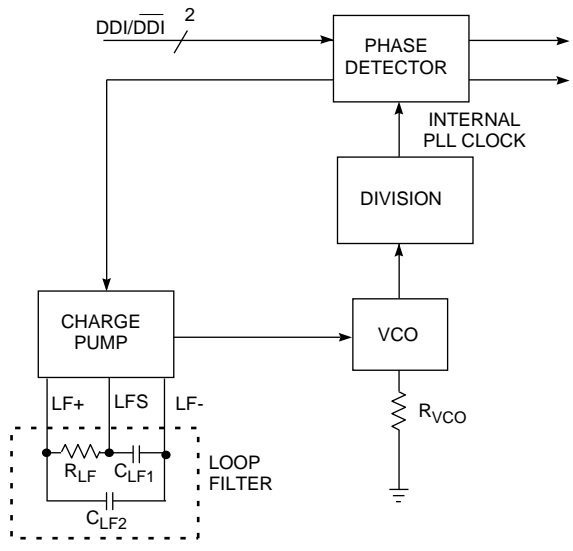 DDI/D̅D̅I̅
2
PHASE
DETECTOR
INTERNAL
PLL CLOCK
DIVISION
CHARGE
PUMP
VCO
LF+
LFS
LF-
RVCO
RLF
CLF1
CLF2
LOOP
FILTER